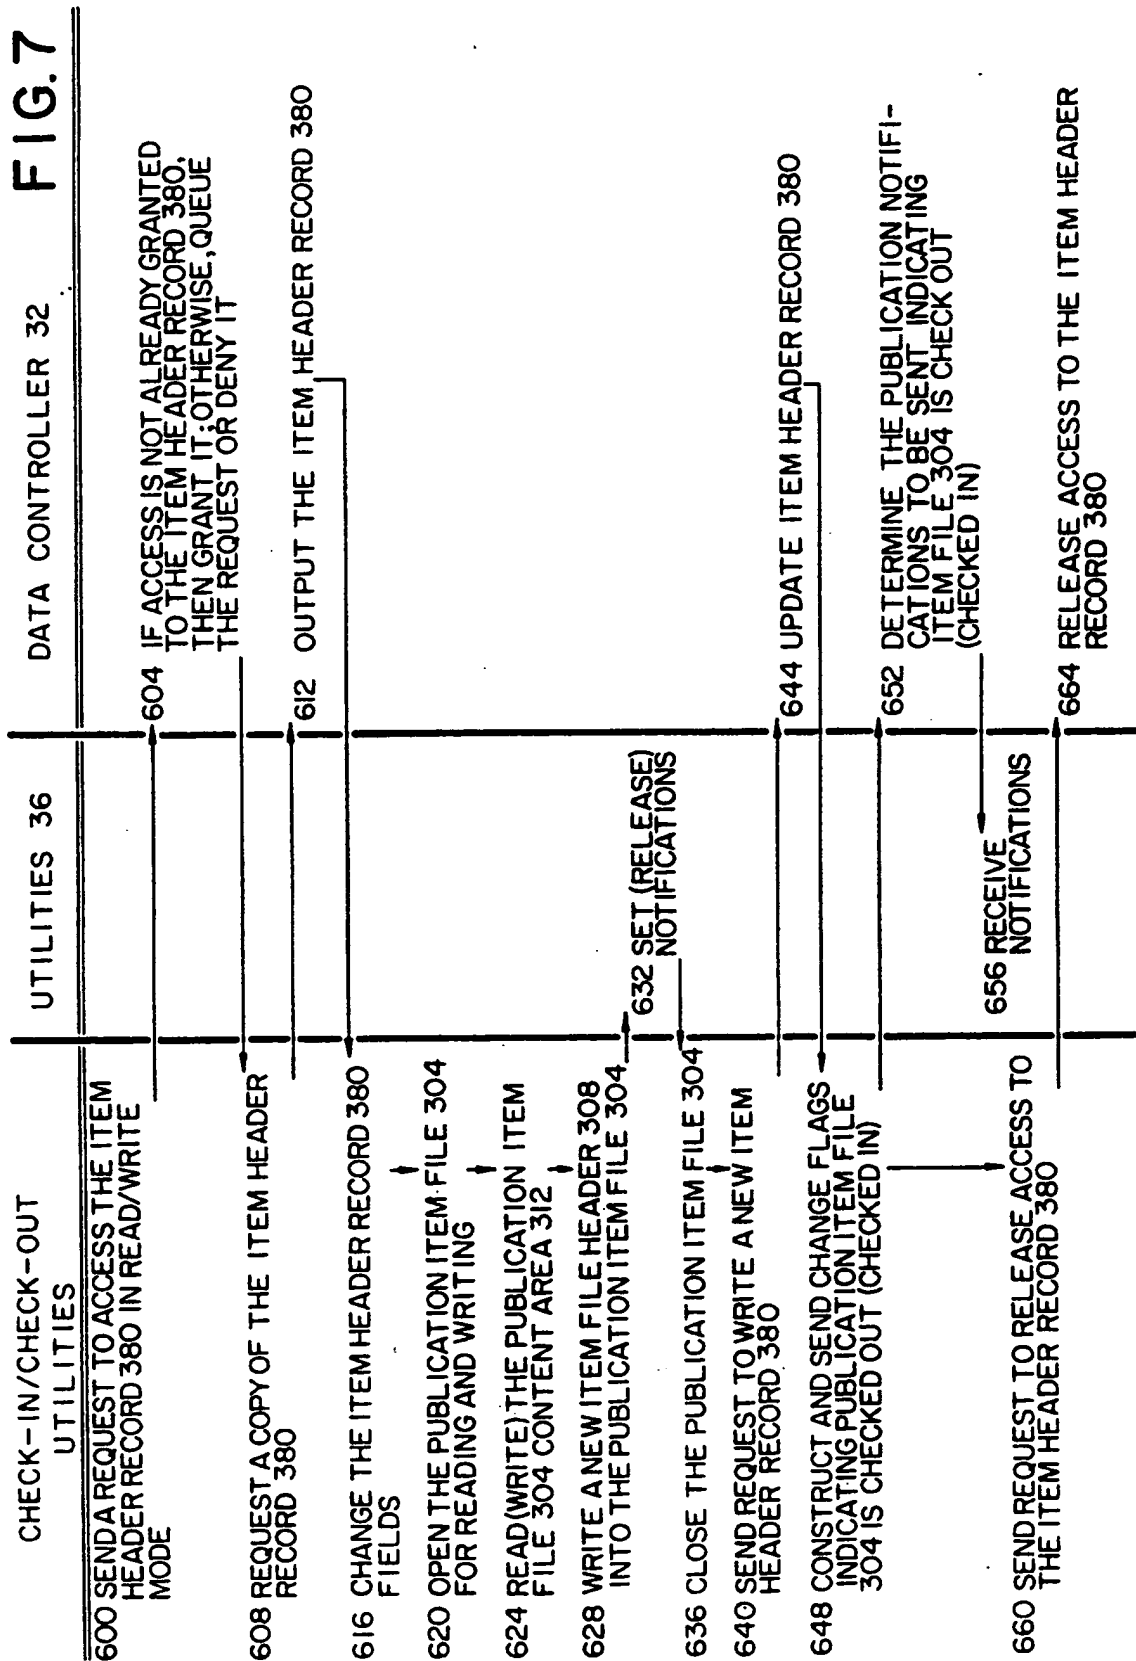 FIG. 7
CHECK-IN/CHECK-OUT
UTILITIES
UTILITIES 36
DATA CONTROLLER 32
600 SEND A REQUEST TO ACCESS THE ITEM
HEADER RECORD 380 IN READ/WRITE
MODE
604 IF ACCESS IS NOT ALREADY GRANTED
TO THE ITEM HEADER RECORD 380,
THEN GRANT IT; OTHERWISE, QUEUE
THE REQUEST OR DENY IT
608 REQUEST A COPY OF THE ITEM HEADER
RECORD 380
612 OUTPUT THE ITEM HEADER RECORD 380
616 CHANGE THE ITEM HEADER RECORD 380
FIELDS
620 OPEN THE PUBLICATION ITEM FILE 304
FOR READING AND WRITING
624 READ (WRITE) THE PUBLICATION ITEM
FILE 304 CONTENT AREA 312
628 WRITE A NEW ITEM FILE HEADER 308
INTO THE PUBLICATION ITEM FILE 304
632 SET (RELEASE)
NOTIFICATIONS
636 CLOSE THE PUBLICATION ITEM FILE 304
640 SEND REQUEST TO WRITE A NEW ITEM
HEADER RECORD 380
644 UPDATE ITEM HEADER RECORD 380
648 CONSTRUCT AND SEND CHANGE FLAGS
INDICATING PUBLICATION ITEM FILE
304 IS CHECKED OUT (CHECKED IN)
652 DETERMINE THE PUBLICATION NOTIFI-
CATIONS TO BE SENT INDICATING
ITEM FILE 304 IS CHECK OUT
(CHECKED IN)
656 RECEIVE
NOTIFICATIONS
660 SEND REQUEST TO RELEASE ACCESS TO
THE ITEM HEADER RECORD 380
664 RELEASE ACCESS TO THE ITEM HEADER
RECORD 380